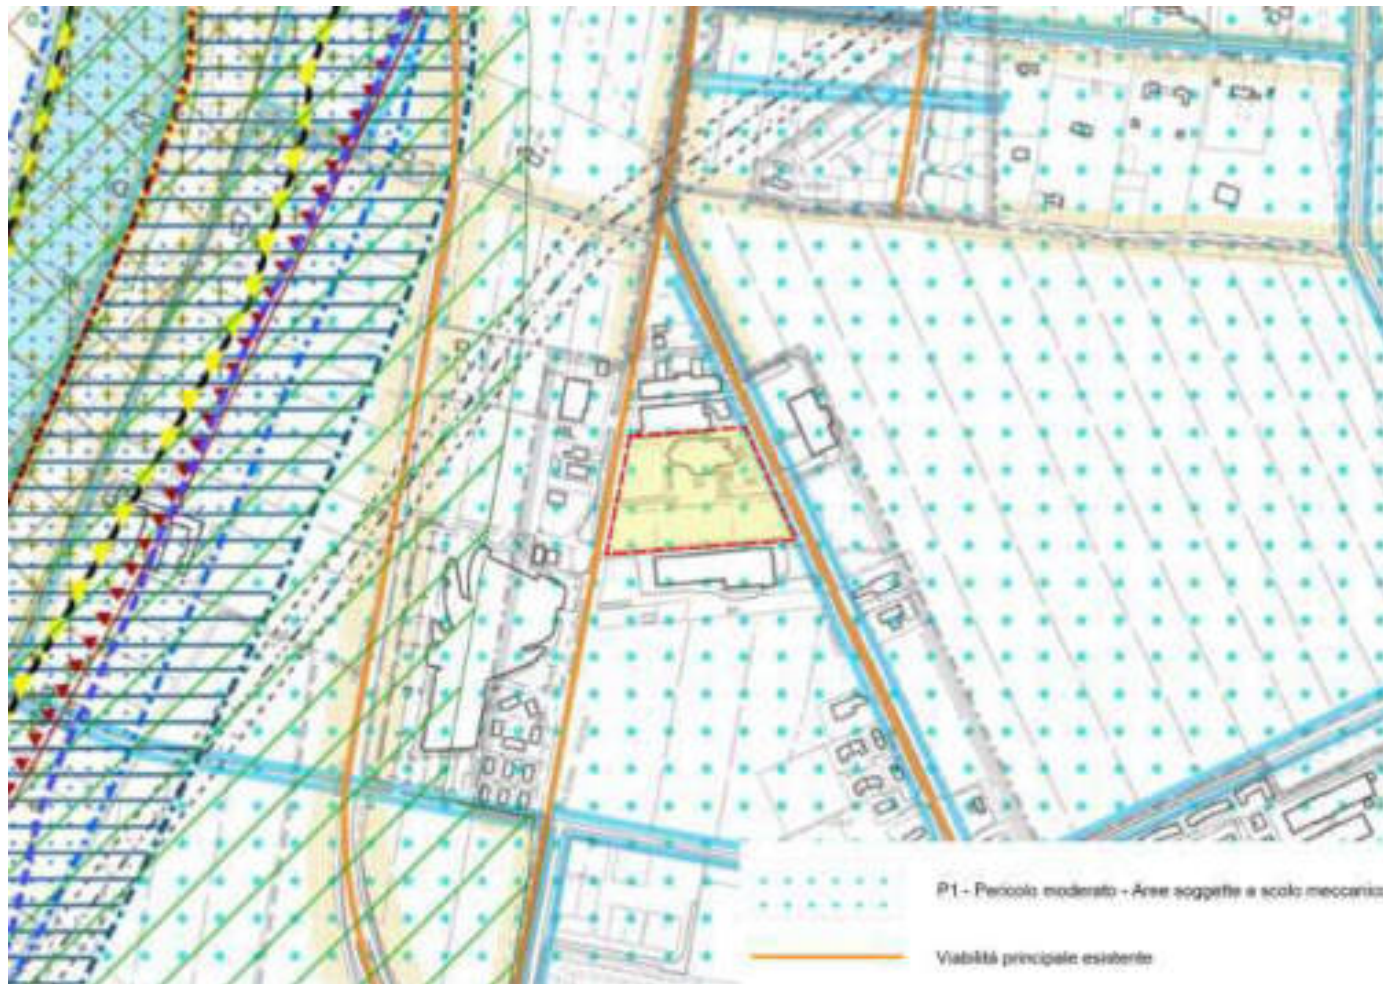 P1 - Pericolo moderato - Aree soggette a scolo meccanico
Viabilità principale esistente